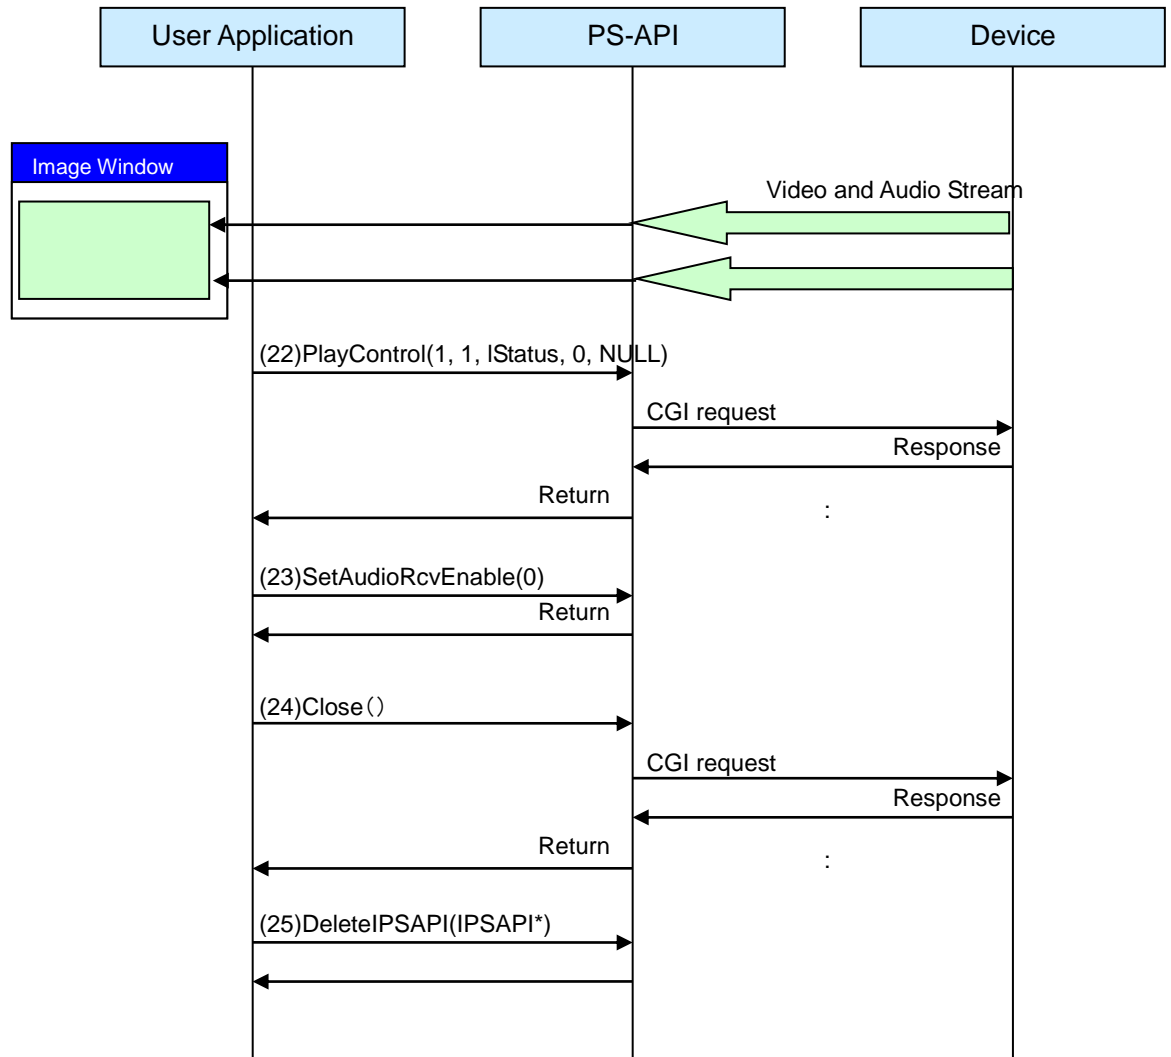 User Application
PS-API
Device
Image Window
Video and Audio Stream
(22)PlayControl(1, 1, lStatus, 0, NULL)
CGI request
Response
Return
:
(23)SetAudioRcvEnable(0)
Return
(24)Close（）
CGI request
Response
Return
:
(25)DeleteIPSAPI(IPSAPI*)